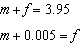 m + f = 3.95
m + 0.005 = f